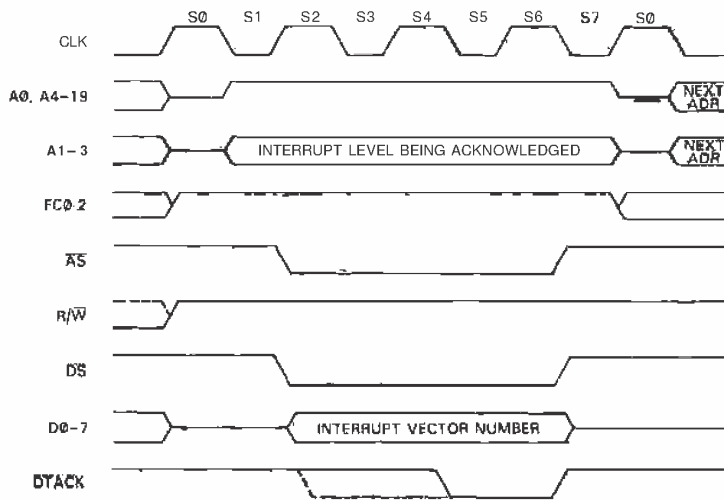 S0 S1 S2 S3 S4 S5 S6 S7 S0
CLK
A0, A4-19
NEXT ADR
A1-3
INTERRUPT LEVEL BEING ACKNOWLEDGED
NEXT ADR
FC0-2
AS
R/W
DS
D0-7
INTERRUPT VECTOR NUMBER
DTACK